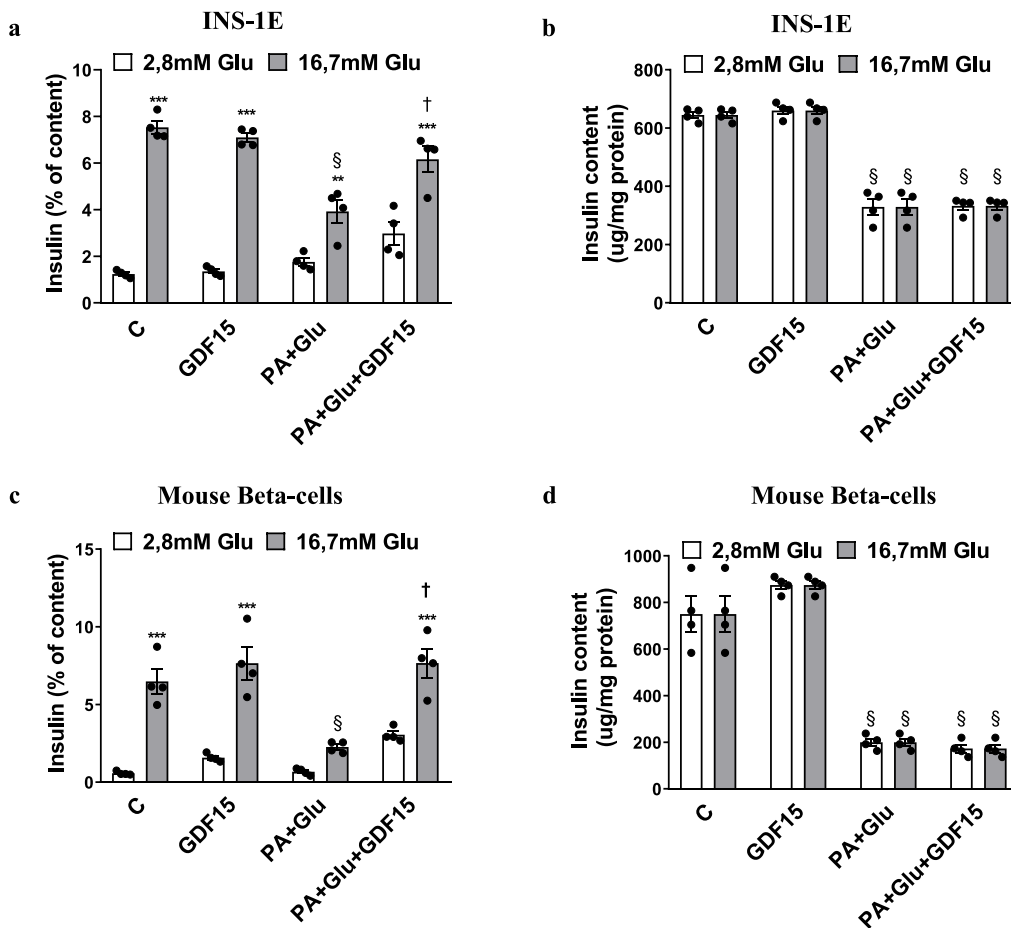 a
INS-1E
2,8mM Glu 16,7mM Glu
Insulin (% of content)
10
8
6
4
2
0
***
***
§
**
†
***
C
GDF15
PA+Glu
PA+Glu+GDF15
b
INS-1E
2,8mM Glu 16,7mM Glu
Insulin content
(ug/mg protein)
800
600
400
200
0
§ §
§ §
C
GDF15
PA+Glu
PA+Glu+GDF15
c
Mouse Beta-cells
2,8mM Glu 16,7mM Glu
Insulin (% of content)
15
10
5
0
***
***
§
†
***
C
GDF15
PA+Glu
PA+Glu+GDF15
d
Mouse Beta-cells
2,8mM Glu 16,7mM Glu
Insulin content
(ug/mg protein)
1000
800
600
400
200
0
§ §
§ §
C
GDF15
PA+Glu
PA+Glu+GDF15